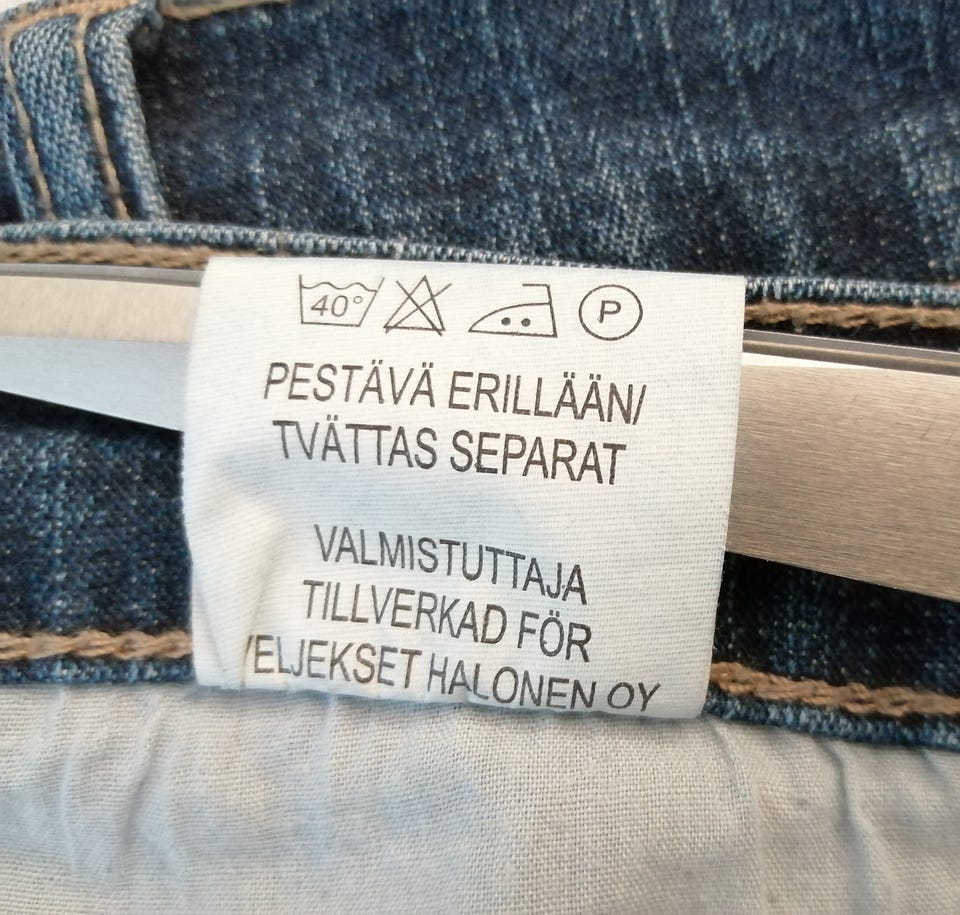 40° P
PESTÄVÄ ERILLÄÄN/
TVÄTTAS SEPARAT
VALMISTUTTAJA
TILLVERKAD FÖR
VELJEKSET HALONEN OY